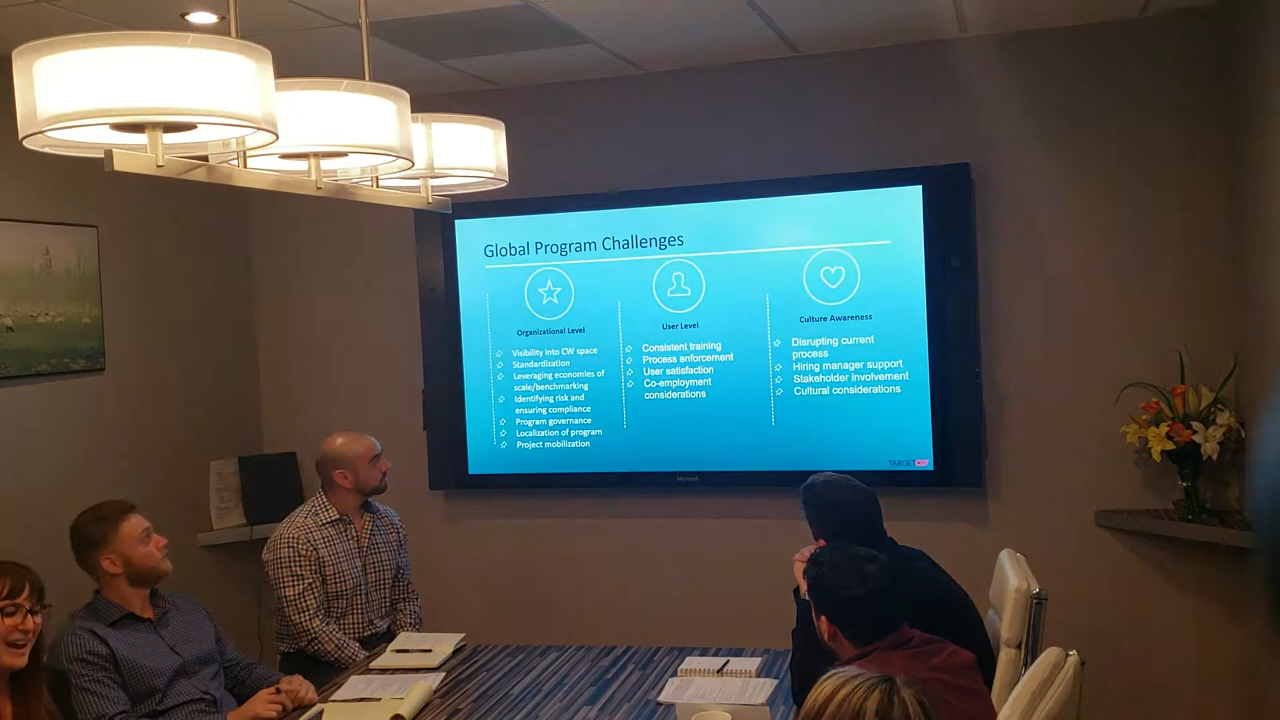 Global Program Challenges
Organizational Level
Visibility into CW space
Standardization
Leveraging economies of
scale/benchmarking
Identifying risk and
ensuring compliance
Program governance
Localization of program
Project mobilization
User Level
Consistent training
Process enforcement
User satisfaction
Co-employment
considerations
Culture Awareness
Disrupting current
process
Hiring manager support
Stakeholder involvement
Cultural considerations
TARGET
Microsoft